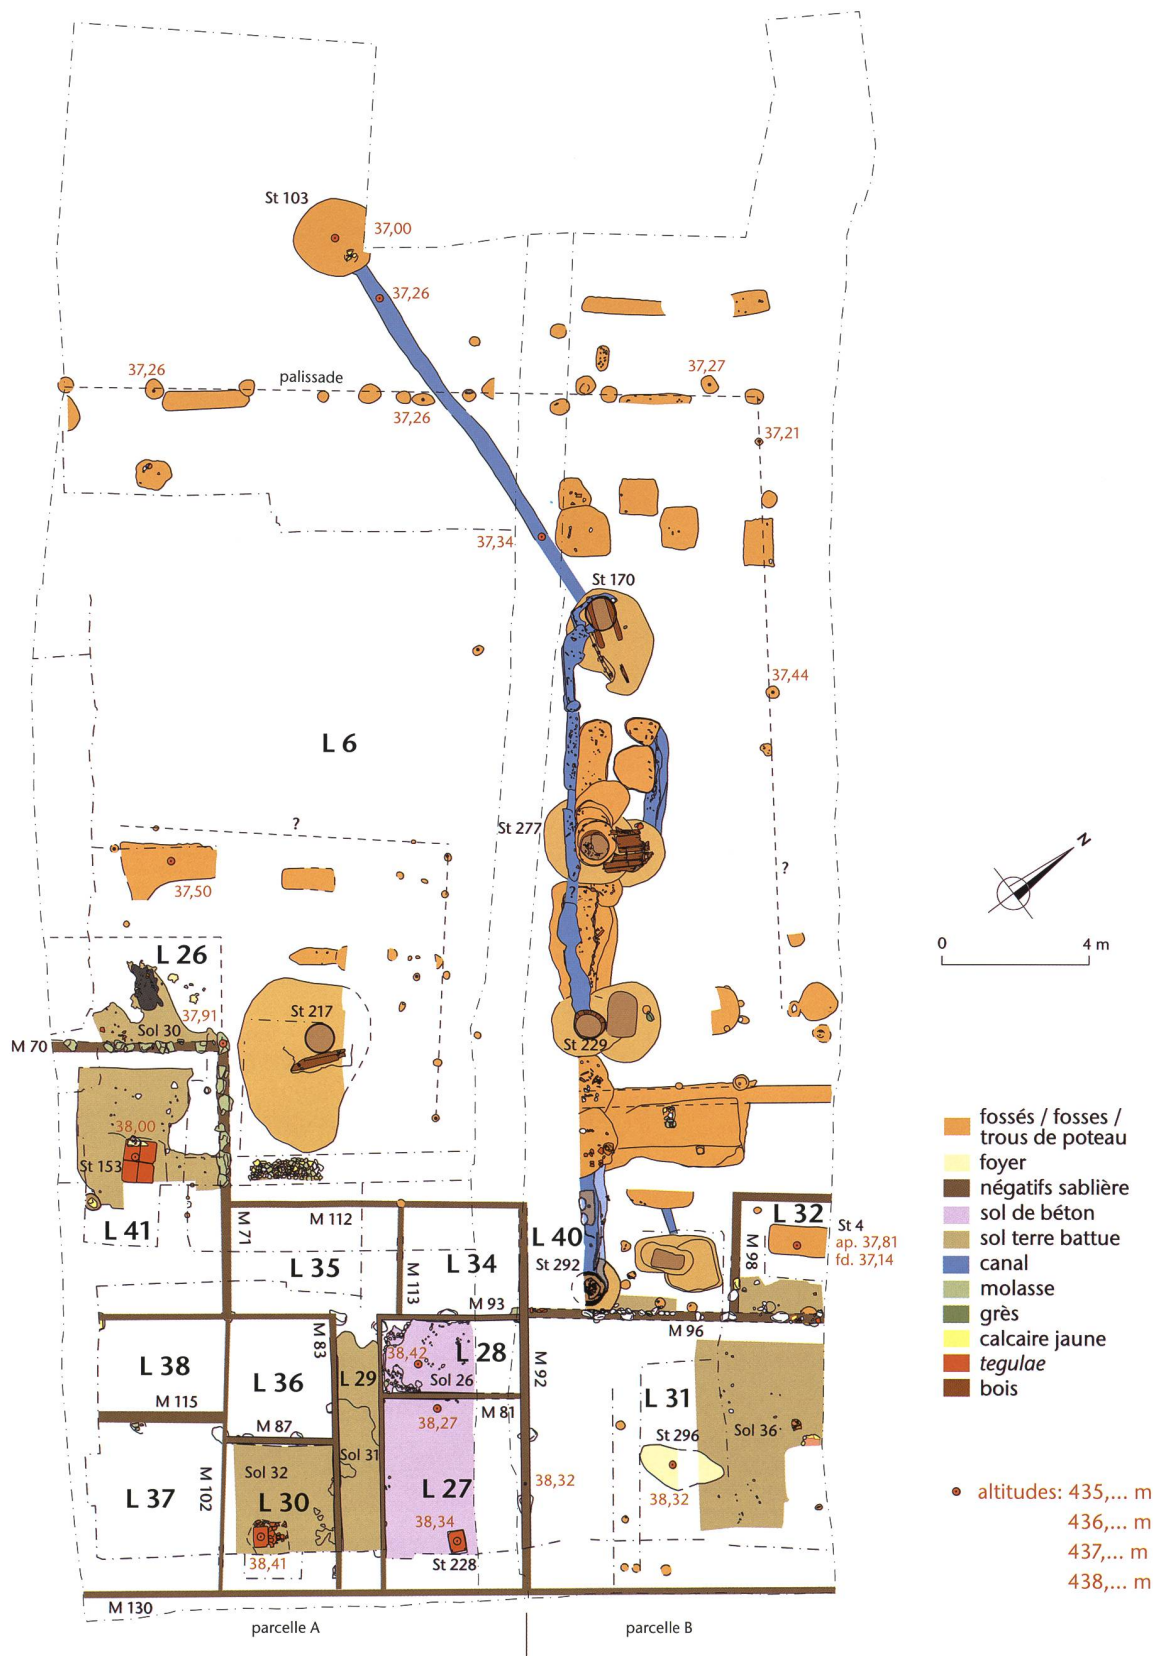 St 103
37,00
37,26
37,26
palissade
37,27
37,26
37,21
37,34
St 170
37,44
L 6
?
St 277
?
37,50
?
N
0 4 m
L 26
37,91
Sol 30
St 217
M 70
St 229
38,00
St 153
L 41
M 71
M 112
L 35
M 113
L 34
M 93
L 40
St 292
M 98
L 32
St 4
ap. 37,81
fd. 37,14
M 96
L 38
M 115
M 83
L 36
M 87
L 29
38,42
L 28
Sol 26
M 92
M 81
38,27
L 31
St 296
Sol 36
38,32
L 37
M 102
Sol 32
L 30
38,41
Sol 31
L 27
38,34
St 228
38,32
M 130
parcelle A
parcelle B
fossés / fosses /
trous de poteau
foyer
négatifs sablière
sol de béton
sol terre battue
canal
molasse
grès
calcaire jaune
tegulae
bois
altitudes: 435,... m
436,... m
437,... m
438,... m